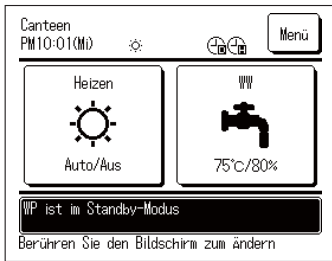 Canteen
PM10:01(Mi)
Menü
Heizen
WW
Auto/Aus
75°C/80%
WP ist im Standby-Modus
Berühren Sie den Bildschirm zum ändern